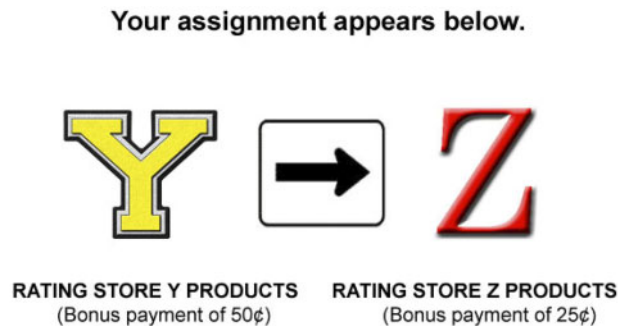 Your assignment appears below.
Y
Z
RATING STORE Y PRODUCTS
(Bonus payment of 50¢)
RATING STORE Z PRODUCTS
(Bonus payment of 25¢)